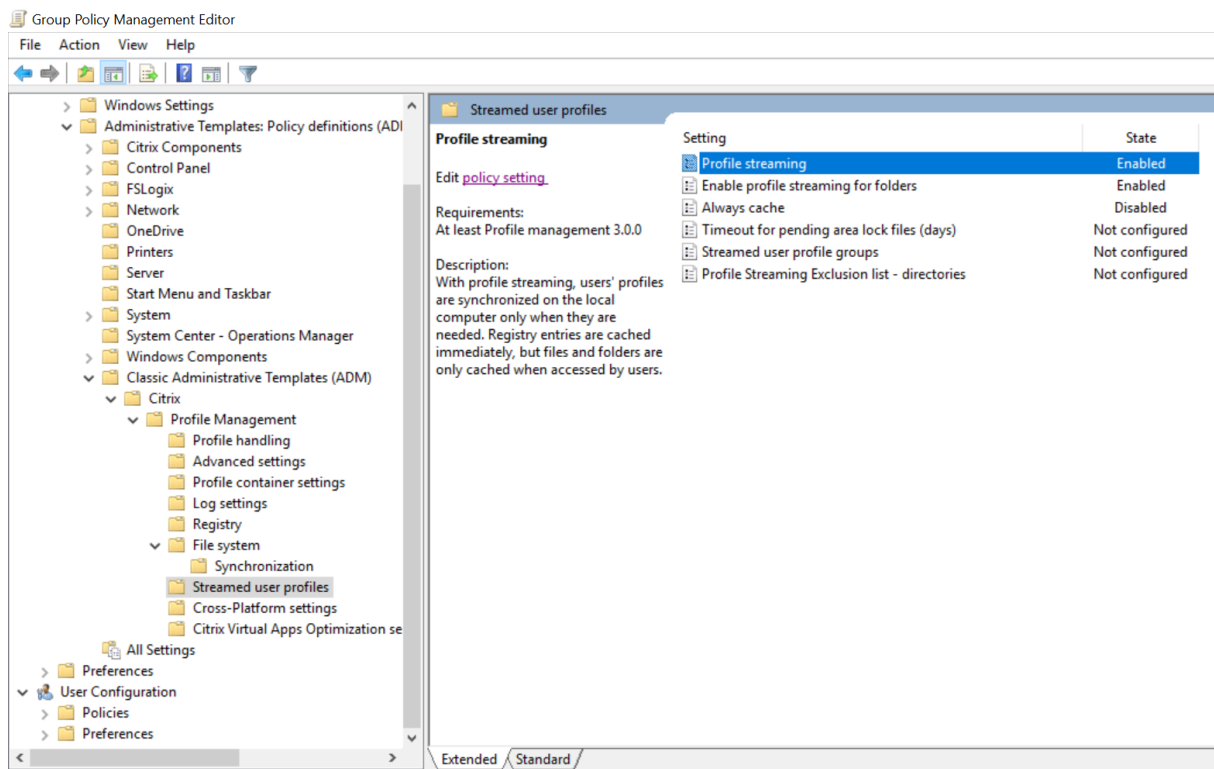 Group Policy Management Editor
File Action View Help
Windows Settings
Administrative Templates: Policy definitions (ADI
Citrix Components
Control Panel
FSLogix
Network
OneDrive
Printers
Server
Start Menu and Taskbar
System
System Center - Operations Manager
Windows Components
Classic Administrative Templates (ADM)
Citrix
Profile Management
Profile handling
Advanced settings
Profile container settings
Log settings
Registry
File system
Synchronization
Streamed user profiles
Cross-Platform settings
Citrix Virtual Apps Optimization se
All Settings
Preferences
User Configuration
Policies
Preferences
Streamed user profiles
Profile streaming
Edit policy setting
Requirements:
At least Profile management 3.0.0
Description:
With profile streaming, users' profiles
are synchronized on the local
computer only when they are
needed. Registry entries are cached
immediately, but files and folders are
only cached when accessed by users.
Setting State
Profile streaming Enabled
Enable profile streaming for folders Enabled
Always cache Disabled
Timeout for pending area lock files (days) Not configured
Streamed user profile groups Not configured
Profile Streaming Exclusion list - directories Not configured
Extended Standard